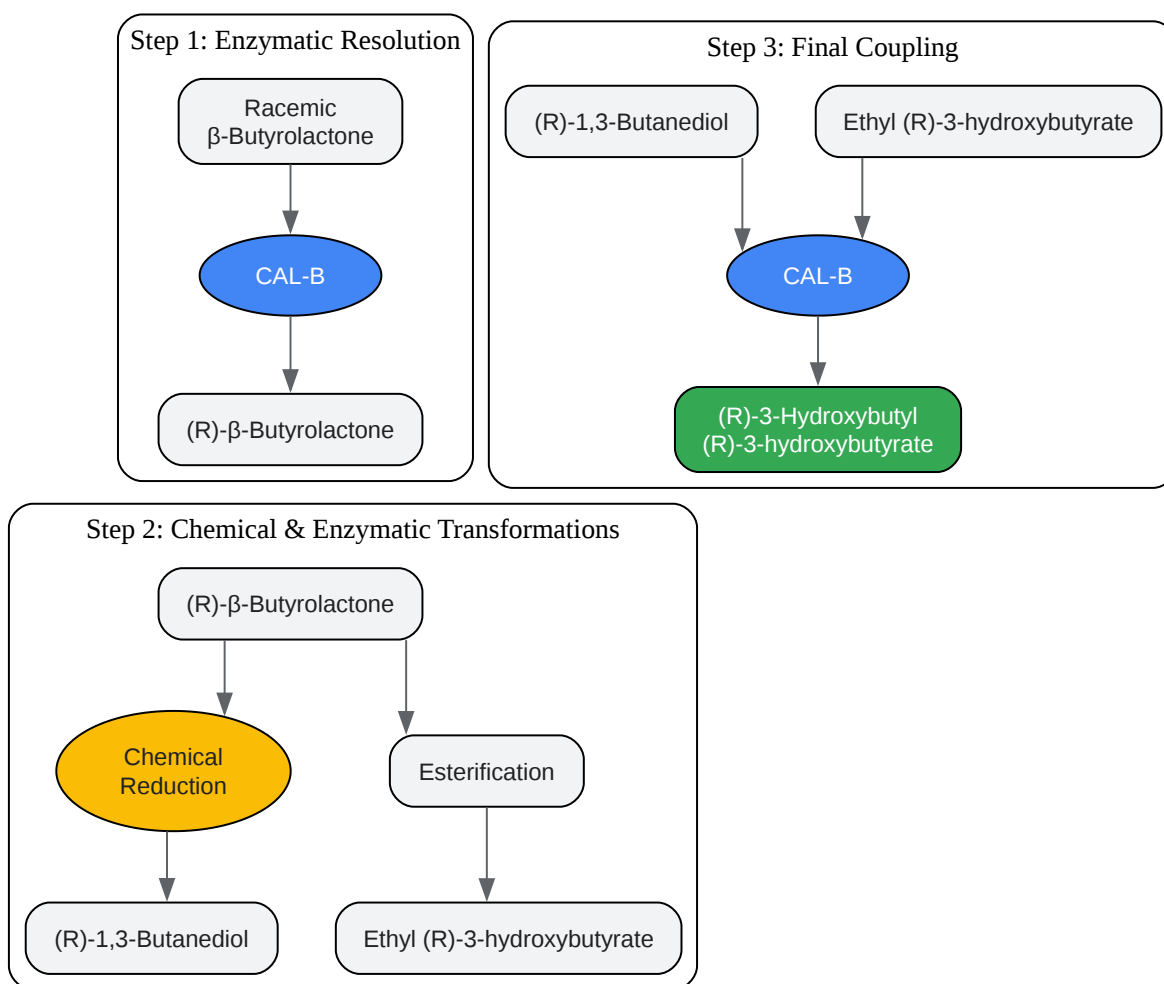 Step 1: Enzymatic Resolution
Racemic
β-Butyrolactone
CAL-B
(R)-β-Butyrolactone
Step 3: Final Coupling
(R)-1,3-Butanediol
Ethyl (R)-3-hydroxybutyrate
CAL-B
(R)-3-Hydroxybutyl
(R)-3-hydroxybutyrate
Step 2: Chemical & Enzymatic Transformations
(R)-β-Butyrolactone
Chemical
Reduction
Esterification
(R)-1,3-Butanediol
Ethyl (R)-3-hydroxybutyrate